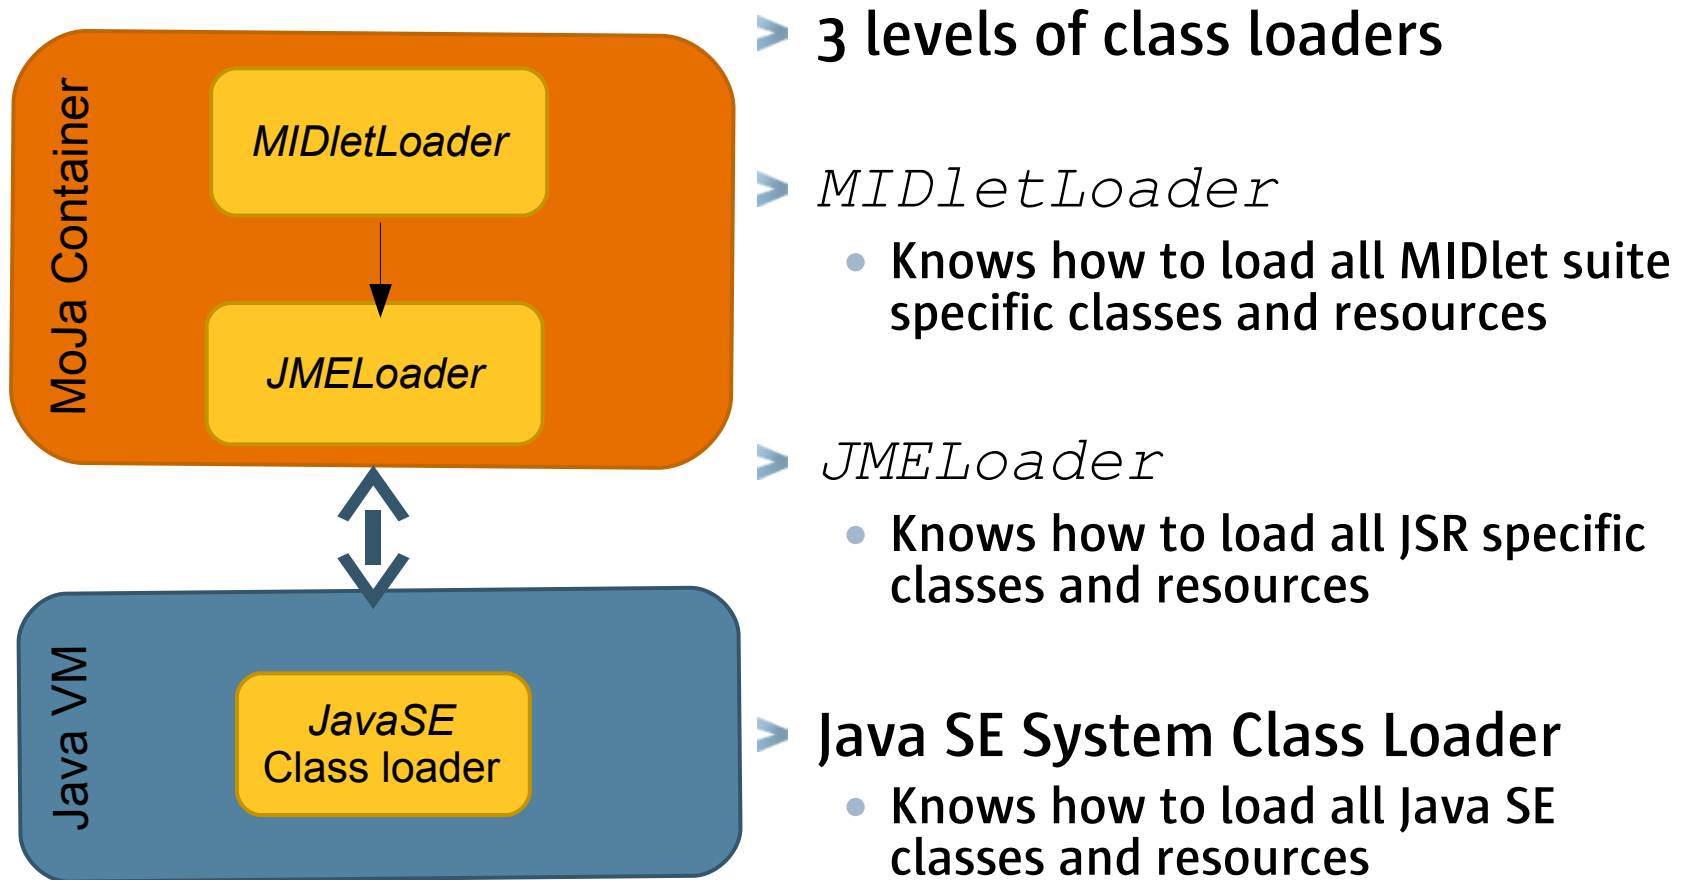 MoJa Container
MIDletLoader
JMELoader
Java VM
JavaSE
Class loader
> 3 levels of class loaders
> MIDletLoader
• Knows how to load all MIDlet suite
specific classes and resources
> JMELoader
• Knows how to load all JSR specific
classes and resources
> Java SE System Class Loader
• Knows how to load all Java SE
classes and resources